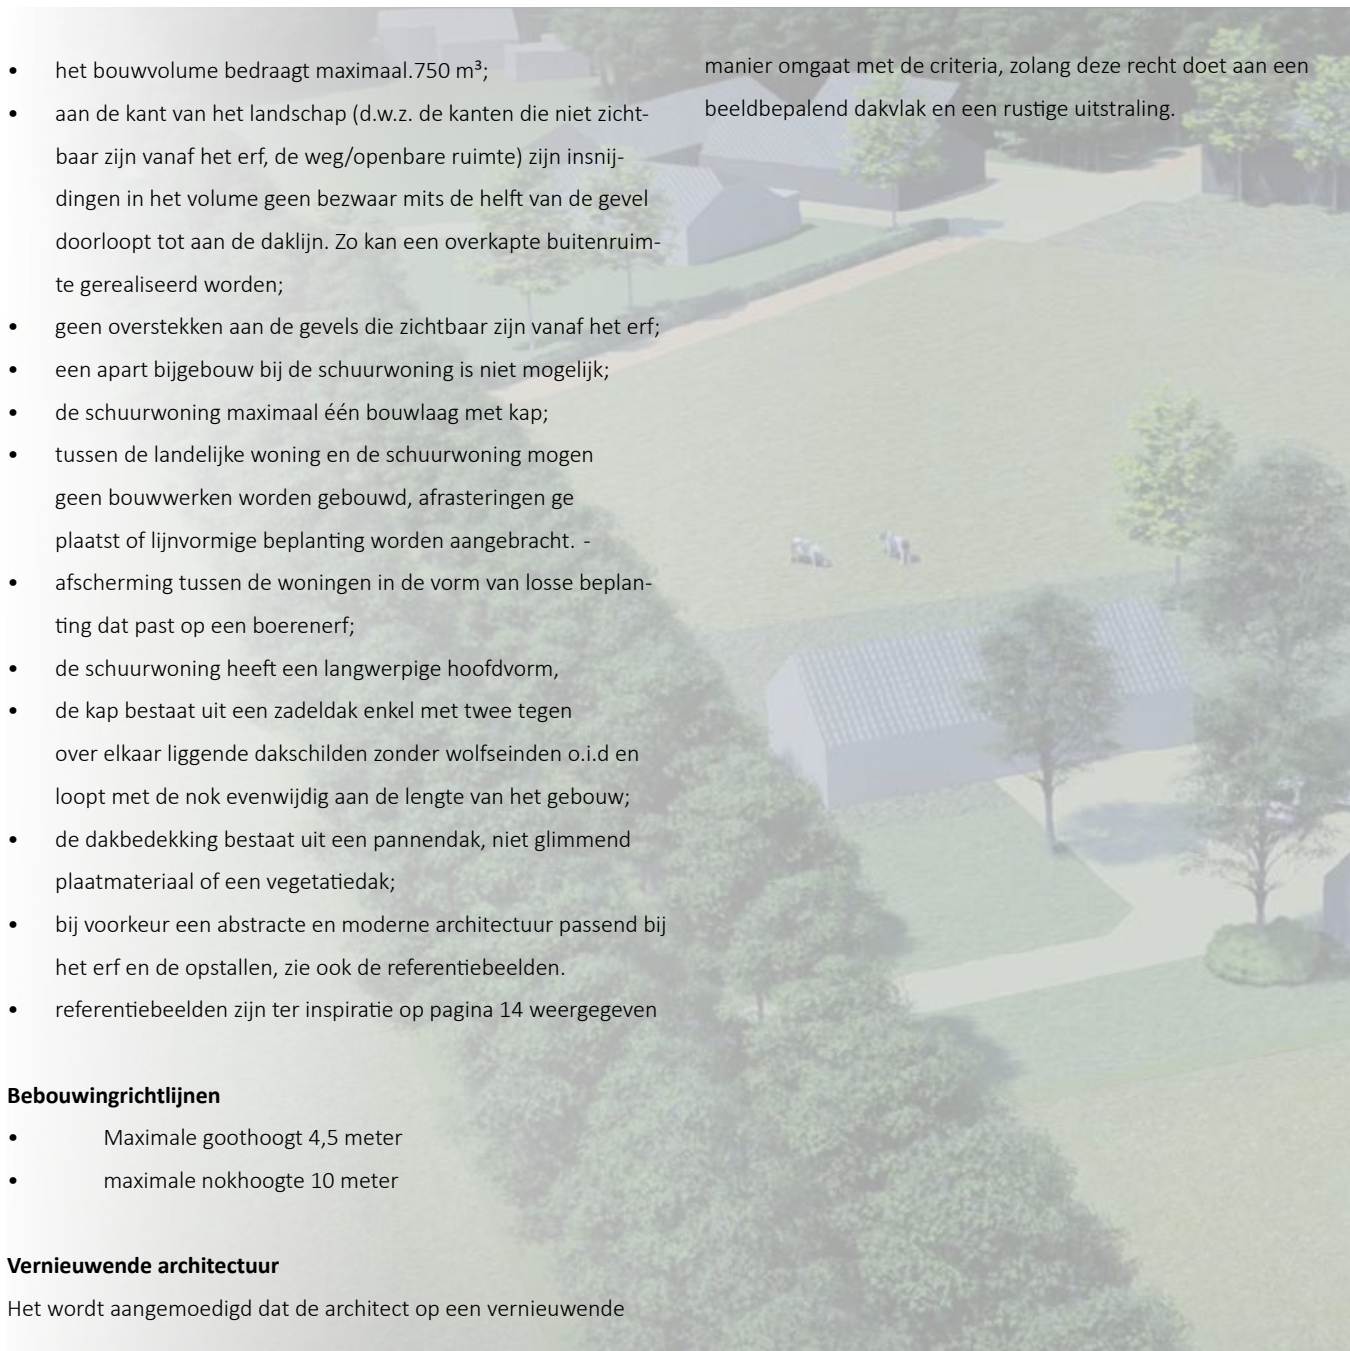 • het bouwvolume bedraagt maximaal.750 m³;
• aan de kant van het landschap (d.w.z. de kanten die niet zicht-
baar zijn vanaf het erf, de weg/openbare ruimte) zijn insnij-
dingen in het volume geen bezwaar mits de helft van de gevel
doorloopt tot aan de daklijn. Zo kan een overkapte buitenruim-
te gerealiseerd worden;
• geen overstekken aan de gevels die zichtbaar zijn vanaf het erf;
• een apart bijgebouw bij de schuurwoning is niet mogelijk;
• de schuurwoning maximaal één bouwlaag met kap;
• tussen de landelijke woning en de schuurwoning mogen
geen bouwwerken worden gebouwd, afrasteringen ge
plaatst of lijnvormige beplanting worden aangebracht. -
• afscherming tussen de woningen in de vorm van losse beplan-
ting dat past op een boerenerf;
• de schuurwoning heeft een langwerpige hoofdvorm,
• de kap bestaat uit een zadeldak enkel met twee tegen
over elkaar liggende dakschilden zonder wolfseinden o.i.d en
loopt met de nok evenwijdig aan de lengte van het gebouw;
• de dakbedekking bestaat uit een pannendak, niet glimmend
plaatmateriaal of een vegetatiedak;
• bij voorkeur een abstracte en moderne architectuur passend bij
het erf en de opstallen, zie ook de referentiebeelden.
• referentiebeelden zijn ter inspiratie op pagina 14 weergegeven
Bebouwingrichtlijnen
• Maximale goothoogt 4,5 meter
• maximale nokhoogte 10 meter
Vernieuwende architectuur
Het wordt aangemoedigd dat de architect op een vernieuwende
manier omgaat met de criteria, zolang deze recht doet aan een
beeldbepalend dakvlak en een rustige uitstraling.